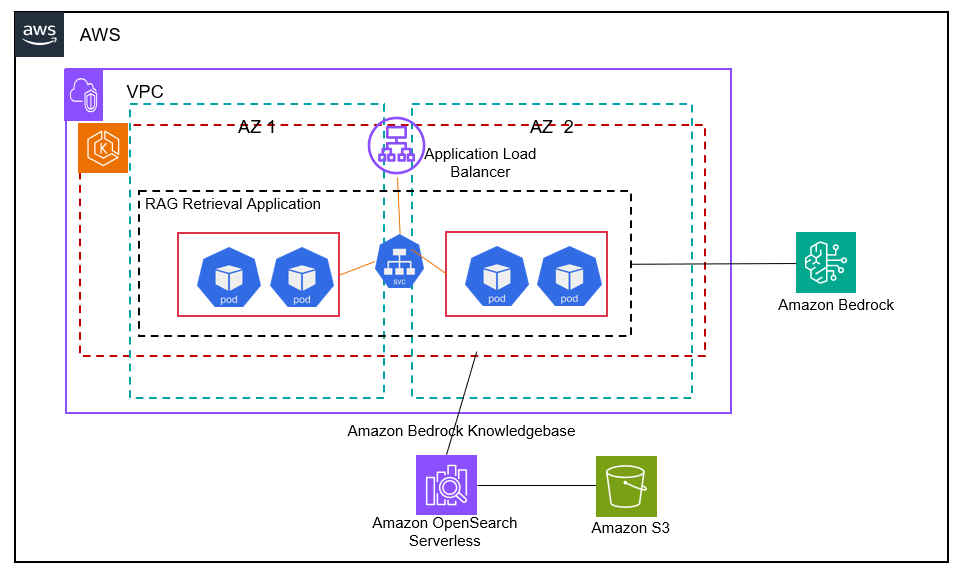 aws
AWS
VPC
AZ 1
AZ 2
Application Load
Balancer
K
RAG Retrieval Application
pod
pod
svc
pod
pod
Amazon Bedrock
Amazon Bedrock Knowledgebase
Amazon OpenSearch
Serverless
Amazon S3